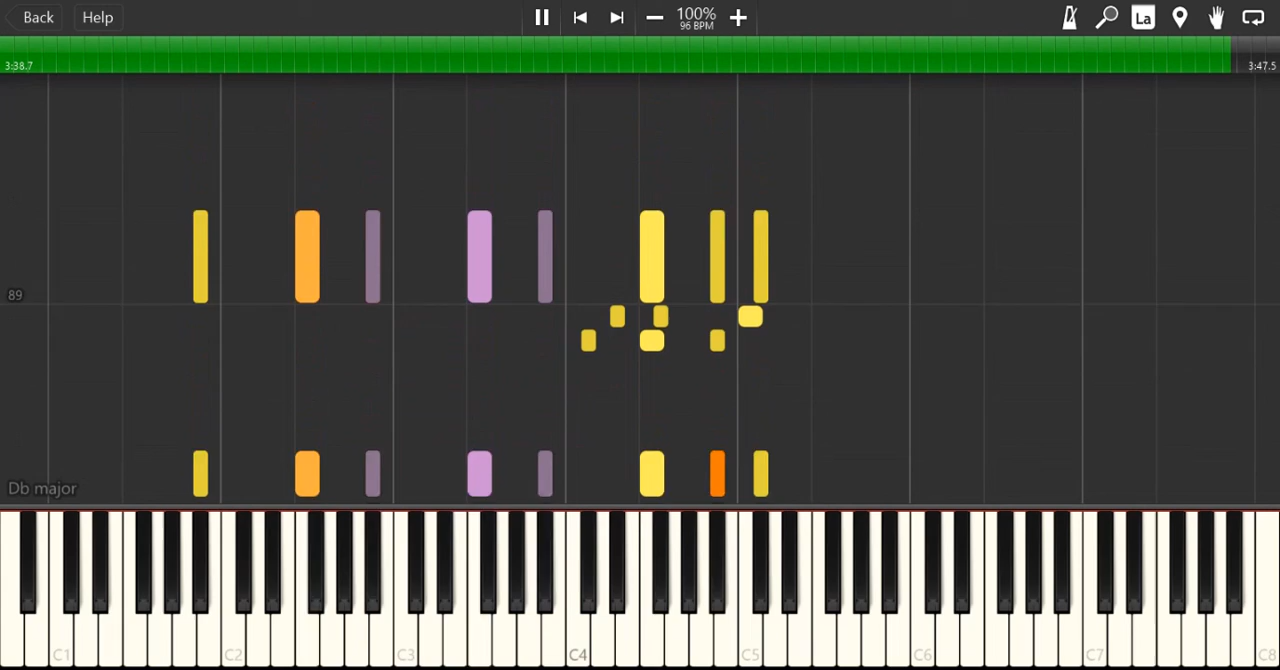 Back
Help
100%
96 BPM
La
3:38.7
3:47.5
89
Db major
C1
C2
C3
C4
C5
C6
C7
C8